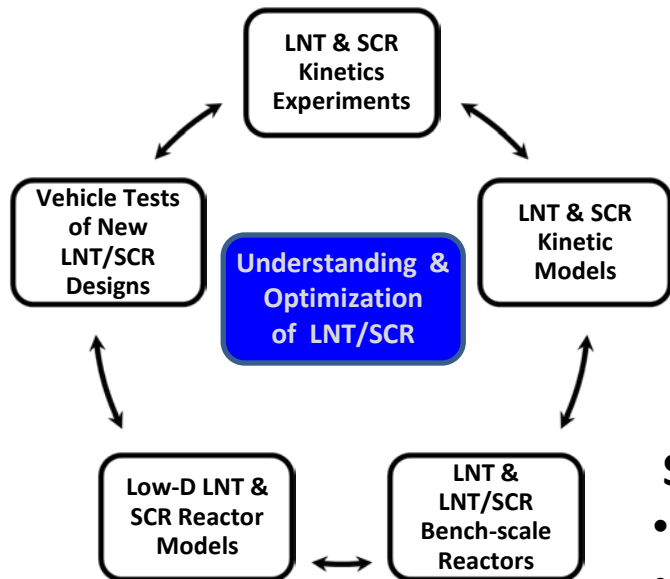 LNT & SCR
Kinetics
Experiments
Vehicle Tests
of New
LNT/SCR
Designs
LNT & SCR
Kinetic
Models
Understanding &
Optimization
of LNT/SCR
Low-D LNT &
SCR Reactor
Models
LNT &
LNT/SCR
Bench-scale
Reactors